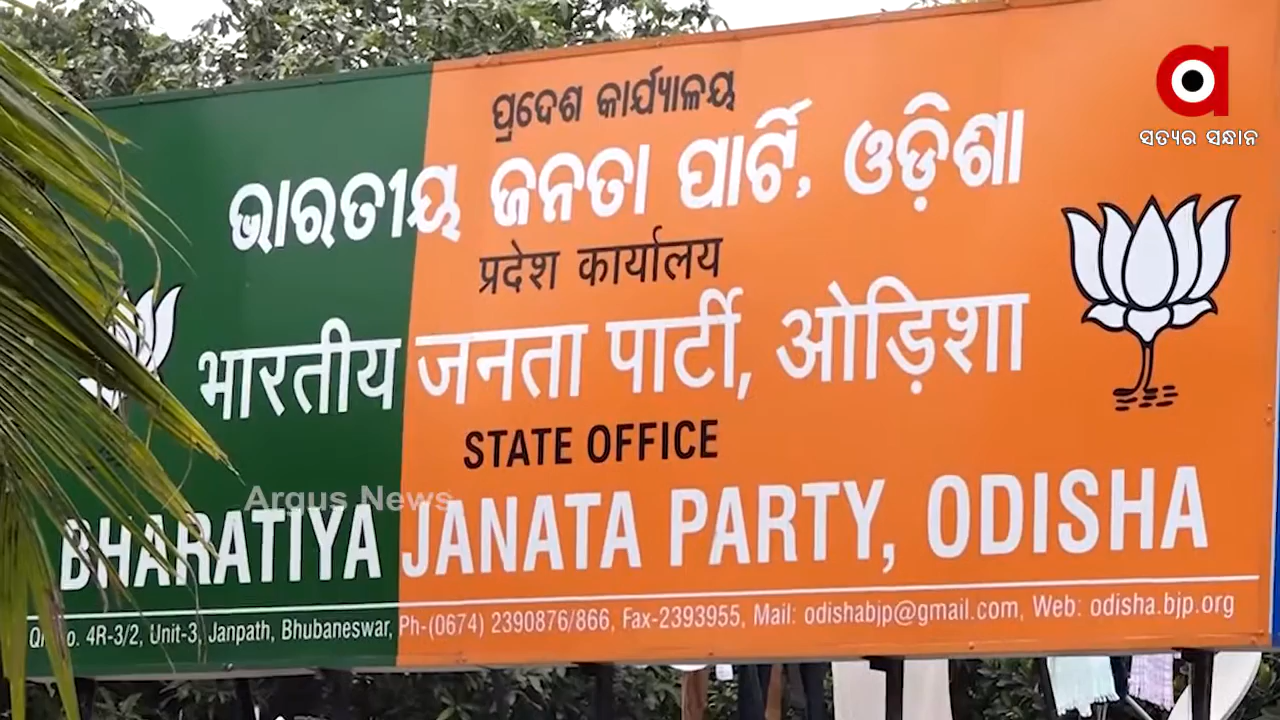 ପ୍ରଦେଶ କାର୍ଯ୍ୟାଳୟ
ସତ୍ୟର ସନ୍ଧାନ
ଭାରତୀୟ ଜନତା ପାର୍ଟି, ଓଡ଼ିଶା
प्रदेश कार्यालय
भारतीय जनता पार्टी, ओड़िशा
STATE OFFICE
Argus News
BHARATIYA JANATA PARTY, ODISHA
4R-3/2, Unit-3, Janpath, Bhubaneswar, Ph-(0674) 2390876/866, Fax-2393955, Mail: odishabjp@gmail.com, Web: odisha.bjp.org